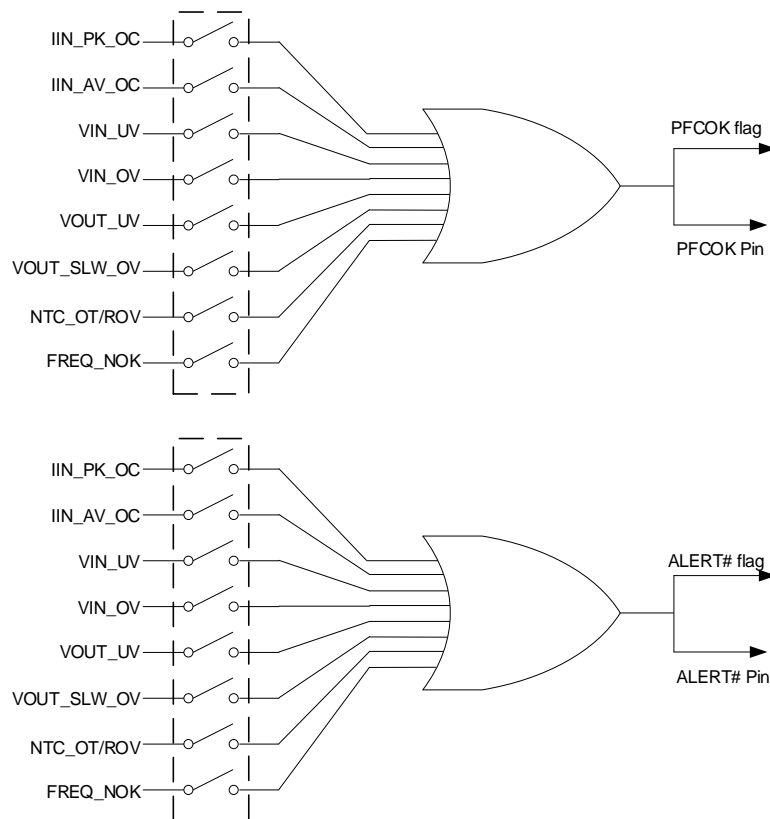 IIN_PK_OC
IIN_AV_OC
VIN_UV
VIN_OV
VOUT_UV
VOUT_SLW_OV
NTC_OT/ROV
FREQ_NOK
PFCOK flag
PFCOK Pin
IIN_PK_OC
IIN_AV_OC
VIN_UV
VIN_OV
VOUT_UV
VOUT_SLW_OV
NTC_OT/ROV
FREQ_NOK
ALERT# flag
ALERT# Pin